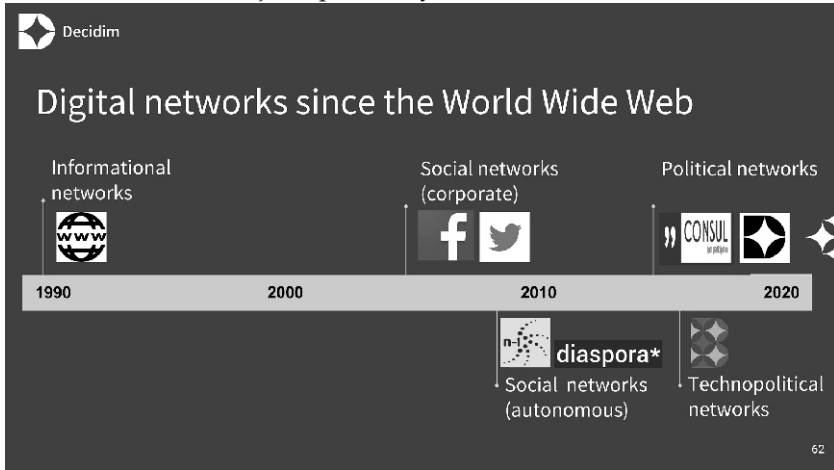 Decidim
Digital networks since the World Wide Web
Informational
networks
Social networks
(corporate)
Political networks
www
f
CONSUL
1990
2000
2010
2020
n-1
diaspora*
Social networks
(autonomous)
Technopolitical
networks
62